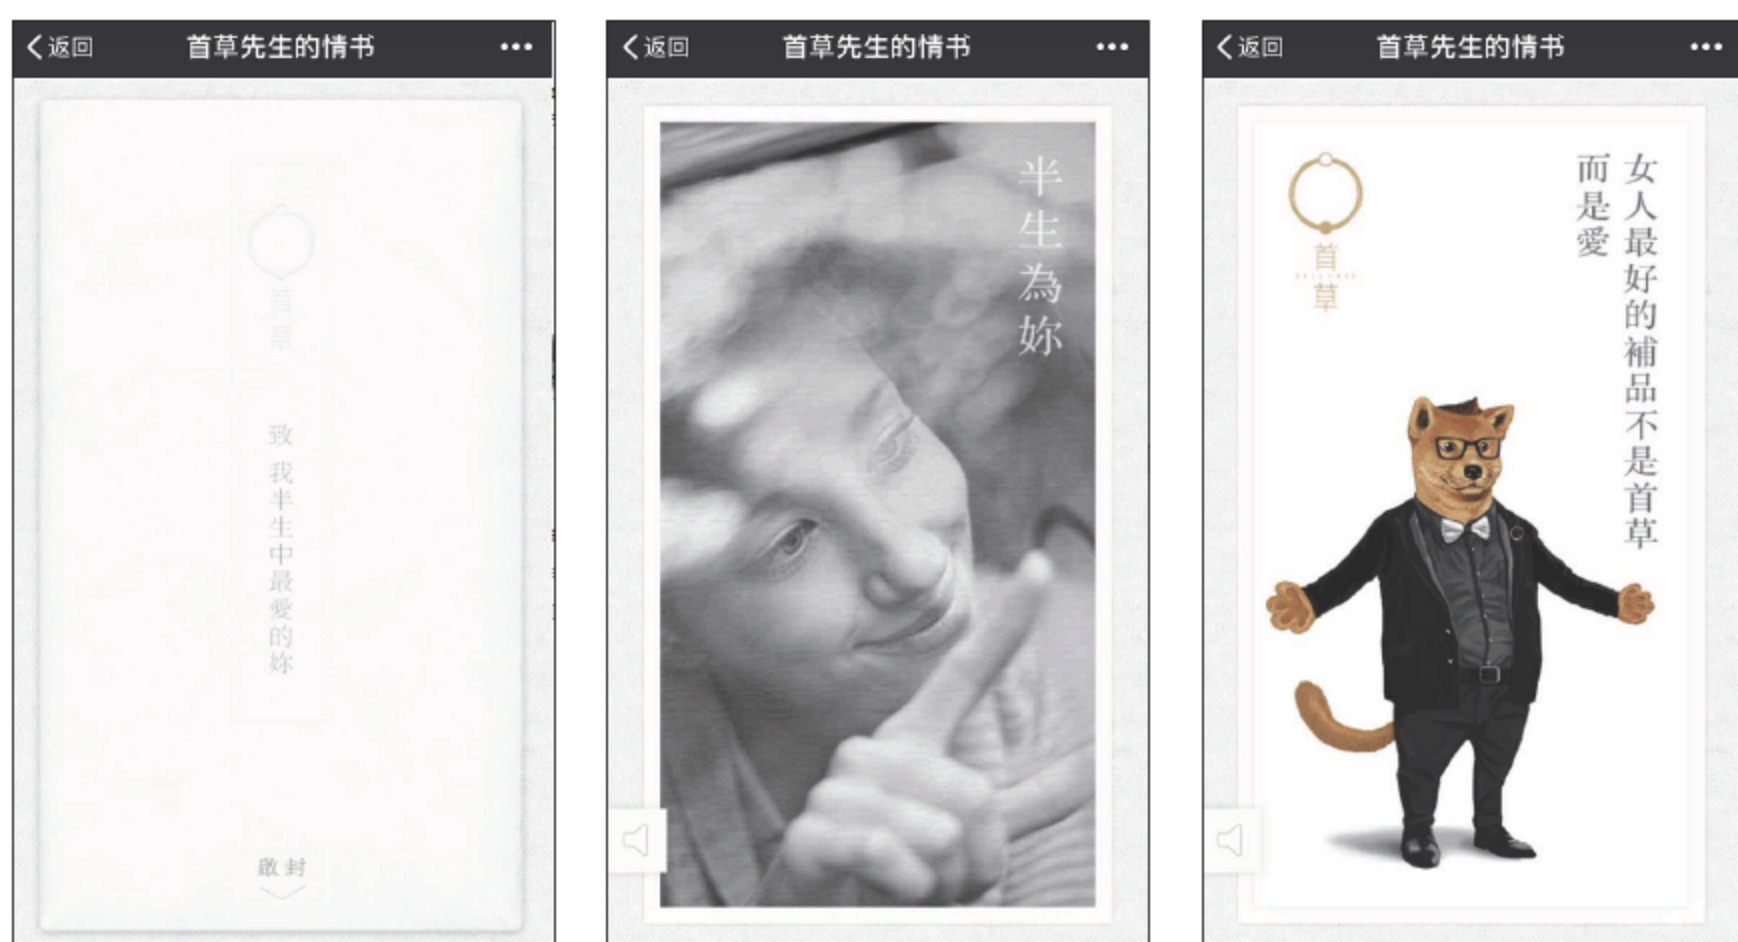 返回
首草先生的情书
首
草
致 我半生中最愛的妳
啟封
返回
首草先生的情书
半生為妳
返回
首草先生的情书
首
草
女人最好的補品不是首草
而是愛